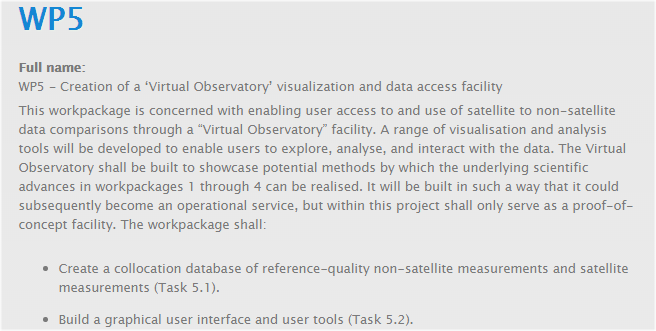 WP5
Full name:
WP5 – Creation of a ‘Virtual Observatory’ visualization and data access facility
This workpackage is concerned with enabling user access to and use of satellite to non-satellite
data comparisons through a “Virtual Observatory” facility. A range of visualisation and analysis
tools will be developed to enable users to explore, analyse, and interact with the data. The Virtual
Observatory shall be built to showcase potential methods by which the underlying scientific
advances in workpackages 1 through 4 can be realised. It will be built in such a way that it could
subsequently become an operational service, but within this project shall only serve as a proof-of-
concept facility. The workpackage shall:
• Create a collocation database of reference-quality non-satellite measurements and satellite
measurements (Task 5.1).
• Build a graphical user interface and user tools (Task 5.2).